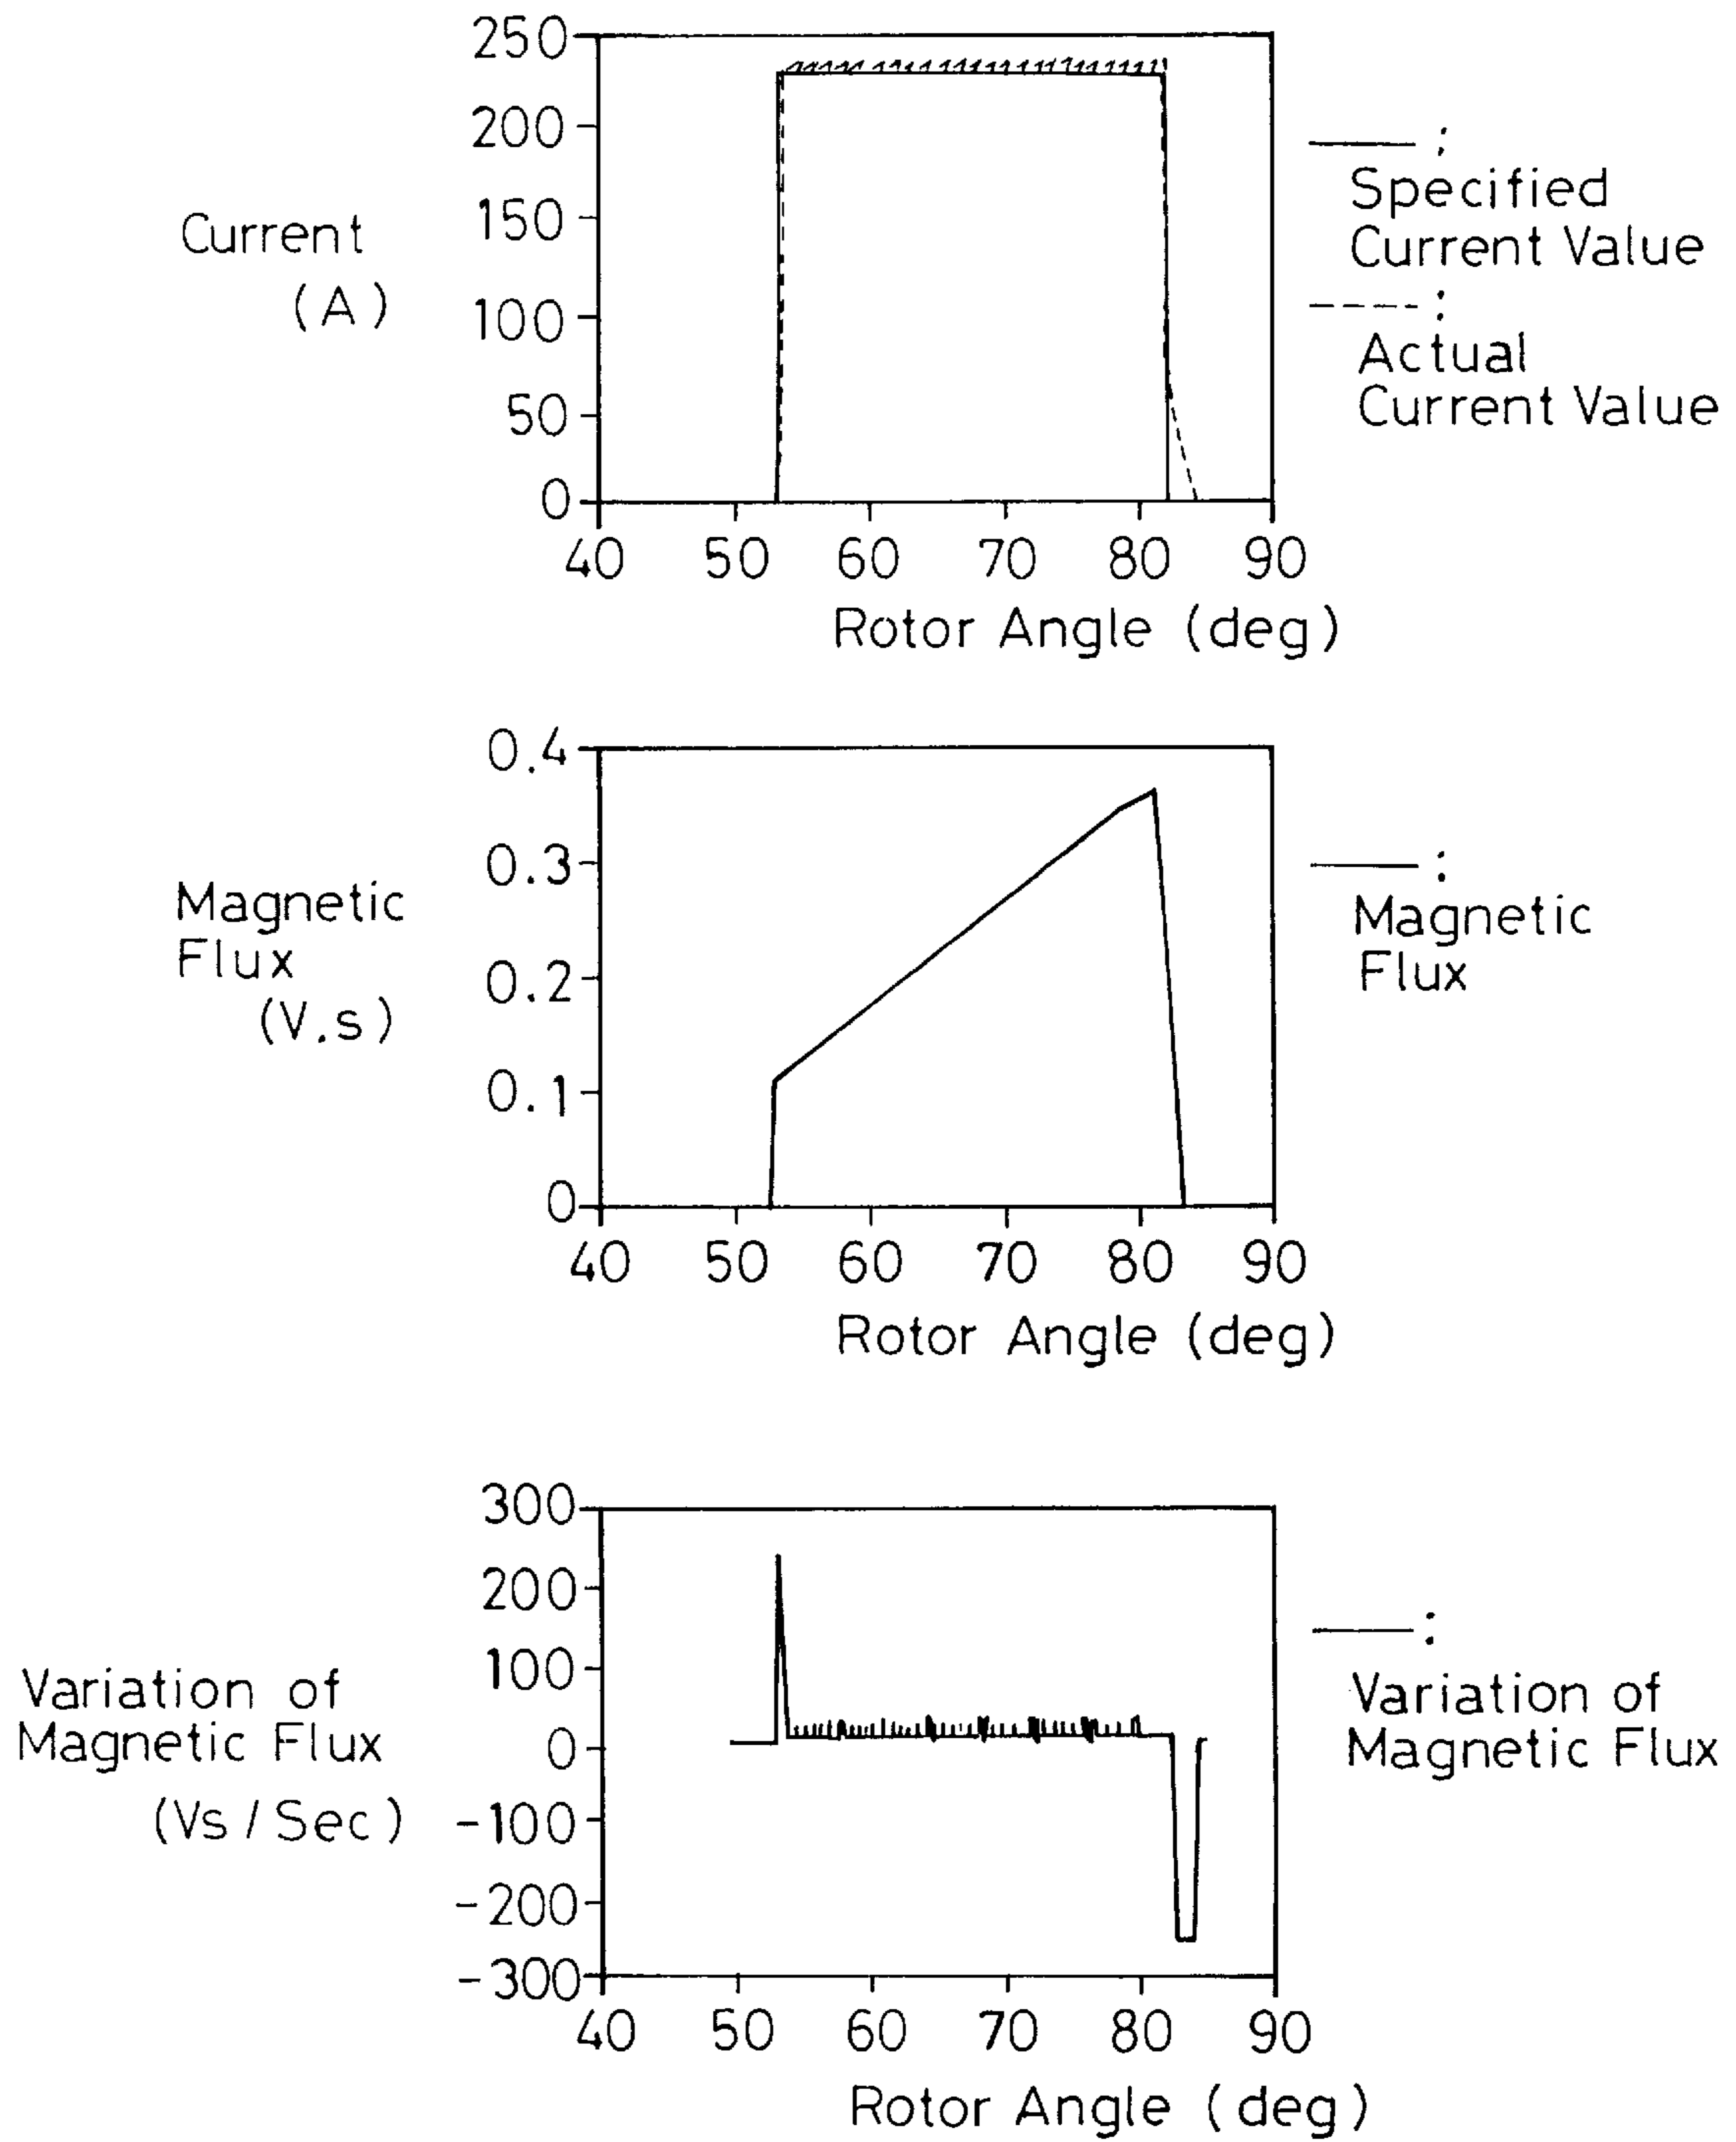 250
200
150
100
50
0
Current
(A)
40 50 60 70 80 90
Rotor Angle (deg)
:
Specified
Current Value
:
Actual
Current Value
0.4
0.3
0.2
0.1
0
Magnetic
Flux
(V.s)
40 50 60 70 80 90
Rotor Angle (deg)
:
Magnetic
Flux
300
200
100
0
-100
-200
-300
Variation of
Magnetic Flux
(Vs/Sec)
40 50 60 70 80 90
Rotor Angle (deg)
:
Variation of
Magnetic Flux